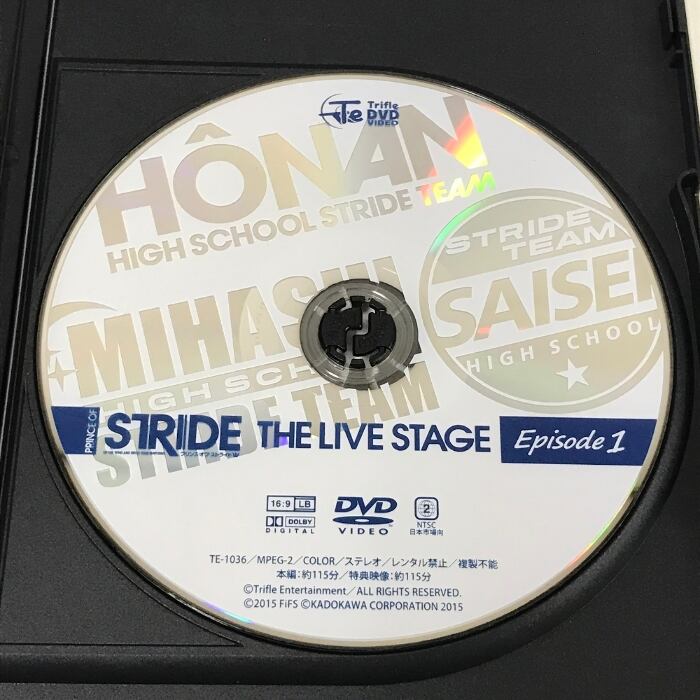 Te Trifle
DVD
VIDEO
HÔNAN
HIGH SCHOOL STRIDE TEAM
STRIDE
TEAM
SAISEI
HIGH SCHOOL
MIHASHI
HIGH SCHOOL
STRIDE TEAM
PRINCE OF
STRIDE THE LIVE STAGE Episode 1
プリンス・オブ・ストライド
16:9 LB
DOLBY
DIGITAL
DVD
VIDEO
2
NTSC
日本市場向
TE-1036/MPEG-2/COLOR/ステレオ/レンタル禁止/複製不能
本編:約115分/特典映像:約115分
©Trifle Entertainment/ALL RIGHTS RESERVED.
©2015 FiFS ©KADOKAWA CORPORATION 2015